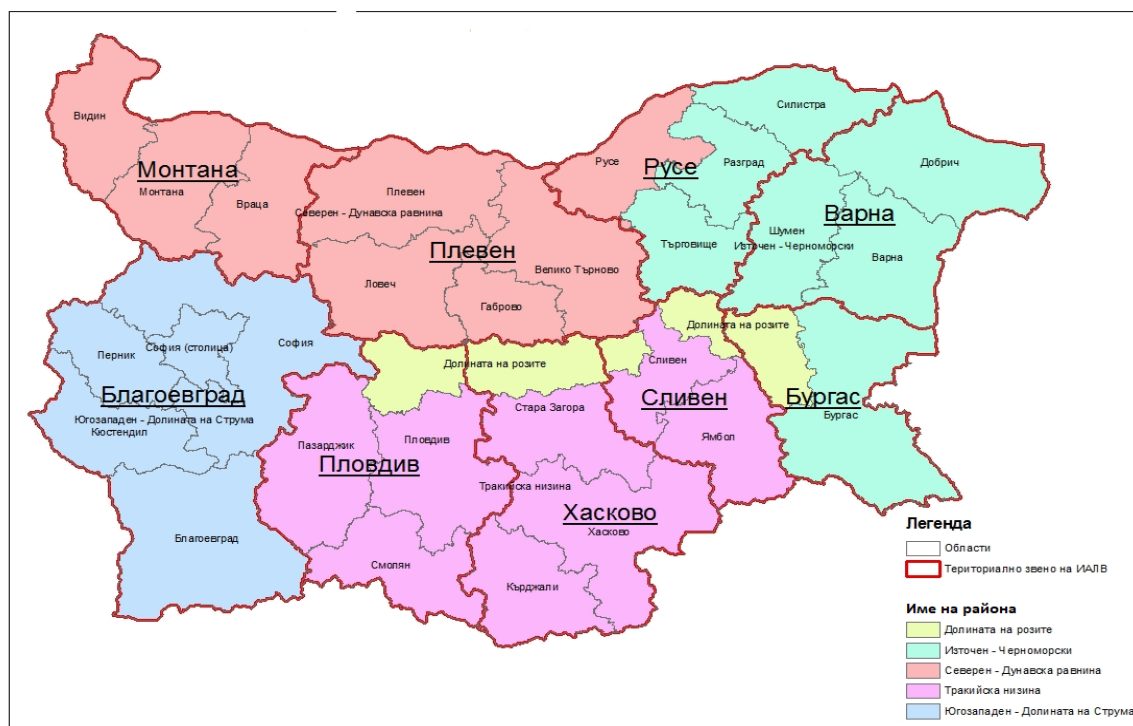 Видин
Силистра
Монтана
Монтана
Враца
Плевен
Северен - Дунавска равнина
Плевен
Ловеч
Габрово
Велико Търново
Русе
Русе
Разград
Търговище
Добрич
Варна
Шумен
Източен - Черноморски
Варна
Перник
София (столица)
София
Благоевград
Югозападен - Долината на Струма
Кюстендил
Благоевград
Долината на розите
Долината на розите
Сливен
Сливен
Ямбол
Бургас
Бургас
Стара Загора
Пазарджик
Пловдив
Пловдив
Тракийска низина
Хасково
Хасково
Смолян
Кърджали
Легенда
Области
Териториално звено на ИАЛВ
Име на района
Долината на розите
Източен - Черноморски
Северен - Дунавска равнина
Тракийска низина
Югозападен - Долината на Струма